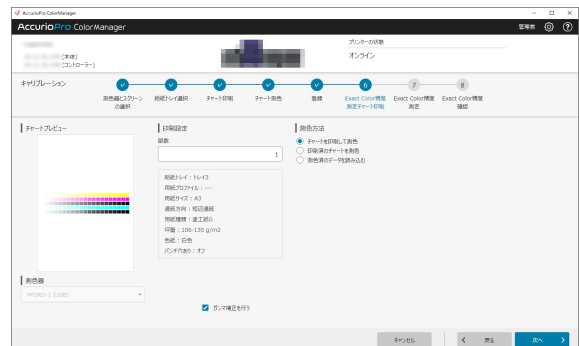 AccurioPro ColorManager
AccurioPro ColorManager
管理者
(本体)
(コントローラー)
プリンターの状態
オンライン
キャリブレーション
測色器とスクリーンの選択
給紙トレイ選択
チャート印刷
チャート測色
登録
6
Exact Color精度測定チャート印刷
7
Exact Color精度測定
8
Exact Color精度確認
チャートプレビュー
印刷設定
部数
1
給紙トレイ : トレイ3
用紙プロファイル : ---
用紙サイズ : A3
通紙方向 : 短辺通紙
用紙種類 : 塗工紙G
坪量 : 106-135 g/m2
色紙 : 白色
パンチ穴あり : オフ
ガンマ補正を行う
測色方法
チャートを印刷して測色
印刷済のチャートを測色
測色済のデータを読み込む
測色器
MYIRO-1 (USB)
キャンセル
戻る
次へ